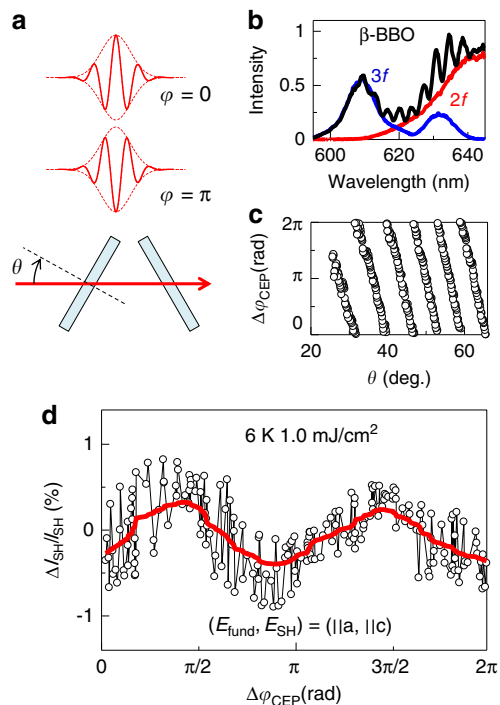 a
φ = 0
φ = π
θ
b
β-BBO
3f
2f
Intensity
1
0.5
0
600
620
640
Wavelength (nm)
c
Δφ_CEP(rad)
2π
π
0
20
40
60
θ (deg.)
d
6 K 1.0 mJ/cm²
ΔI_SH/I_SH (%)
1
0
-1
(E_fund, E_SH) = (||a, ||c)
0
π/2
π
3π/2
2π
Δφ_CEP(rad)